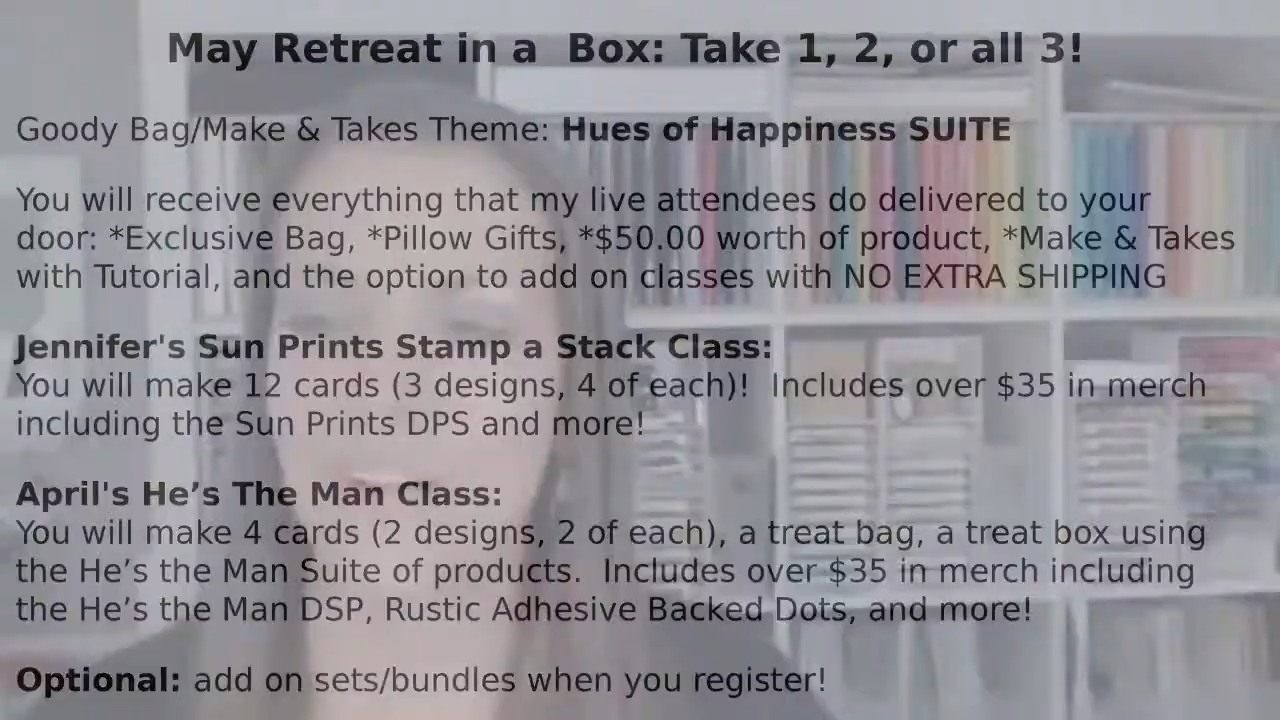 May Retreat in a  Box: Take 1, 2, or all 3!
Goody Bag/Make & Takes Theme: Hues of Happiness SUITE
You will receive everything that my live attendees do delivered to your
door: *Exclusive Bag, *Pillow Gifts, *$50.00 worth of product, *Make & Takes
with Tutorial, and the option to add on classes with NO EXTRA SHIPPING
Jennifer's Sun Prints Stamp a Stack Class:
You will make 12 cards (3 designs, 4 of each)!  Includes over $35 in merch
including the Sun Prints DPS and more!
April's He’s The Man Class:
You will make 4 cards (2 designs, 2 of each), a treat bag, a treat box using
the He’s the Man Suite of products.  Includes over $35 in merch including
the He’s the Man DSP, Rustic Adhesive Backed Dots, and more!
Optional: add on sets/bundles when you register!